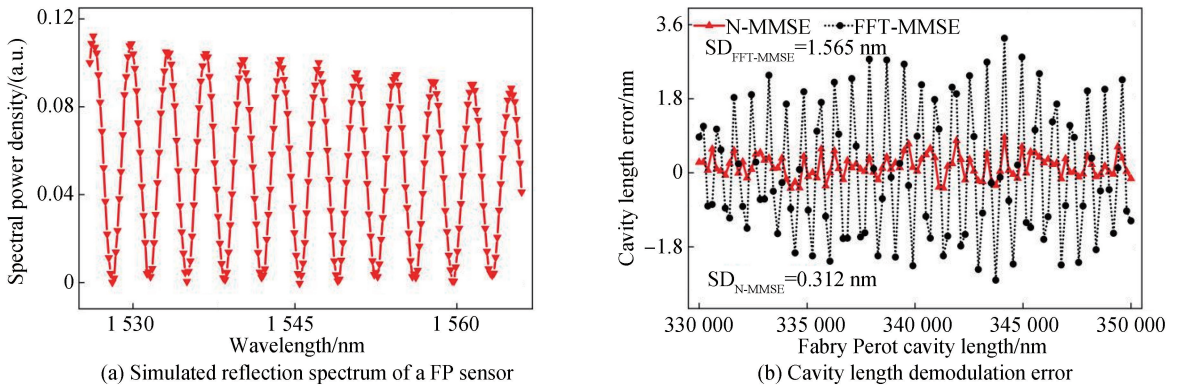 0.12
0.08
0.04
0
Spectral power density/(a.u.)
1 530
1 545
1 560
Wavelength/nm
(a) Simulated reflection spectrum of a FP sensor
N-MMSE
FFT-MMSE
SD_FFT-MMSE=1.565 nm
3.6
1.8
0
−1.8
Cavity length error/nm
SD_N-MMSE=0.312 nm
330 000
335 000
340 000
345 000
350 000
Fabry Perot cavity length/nm
(b) Cavity length demodulation error